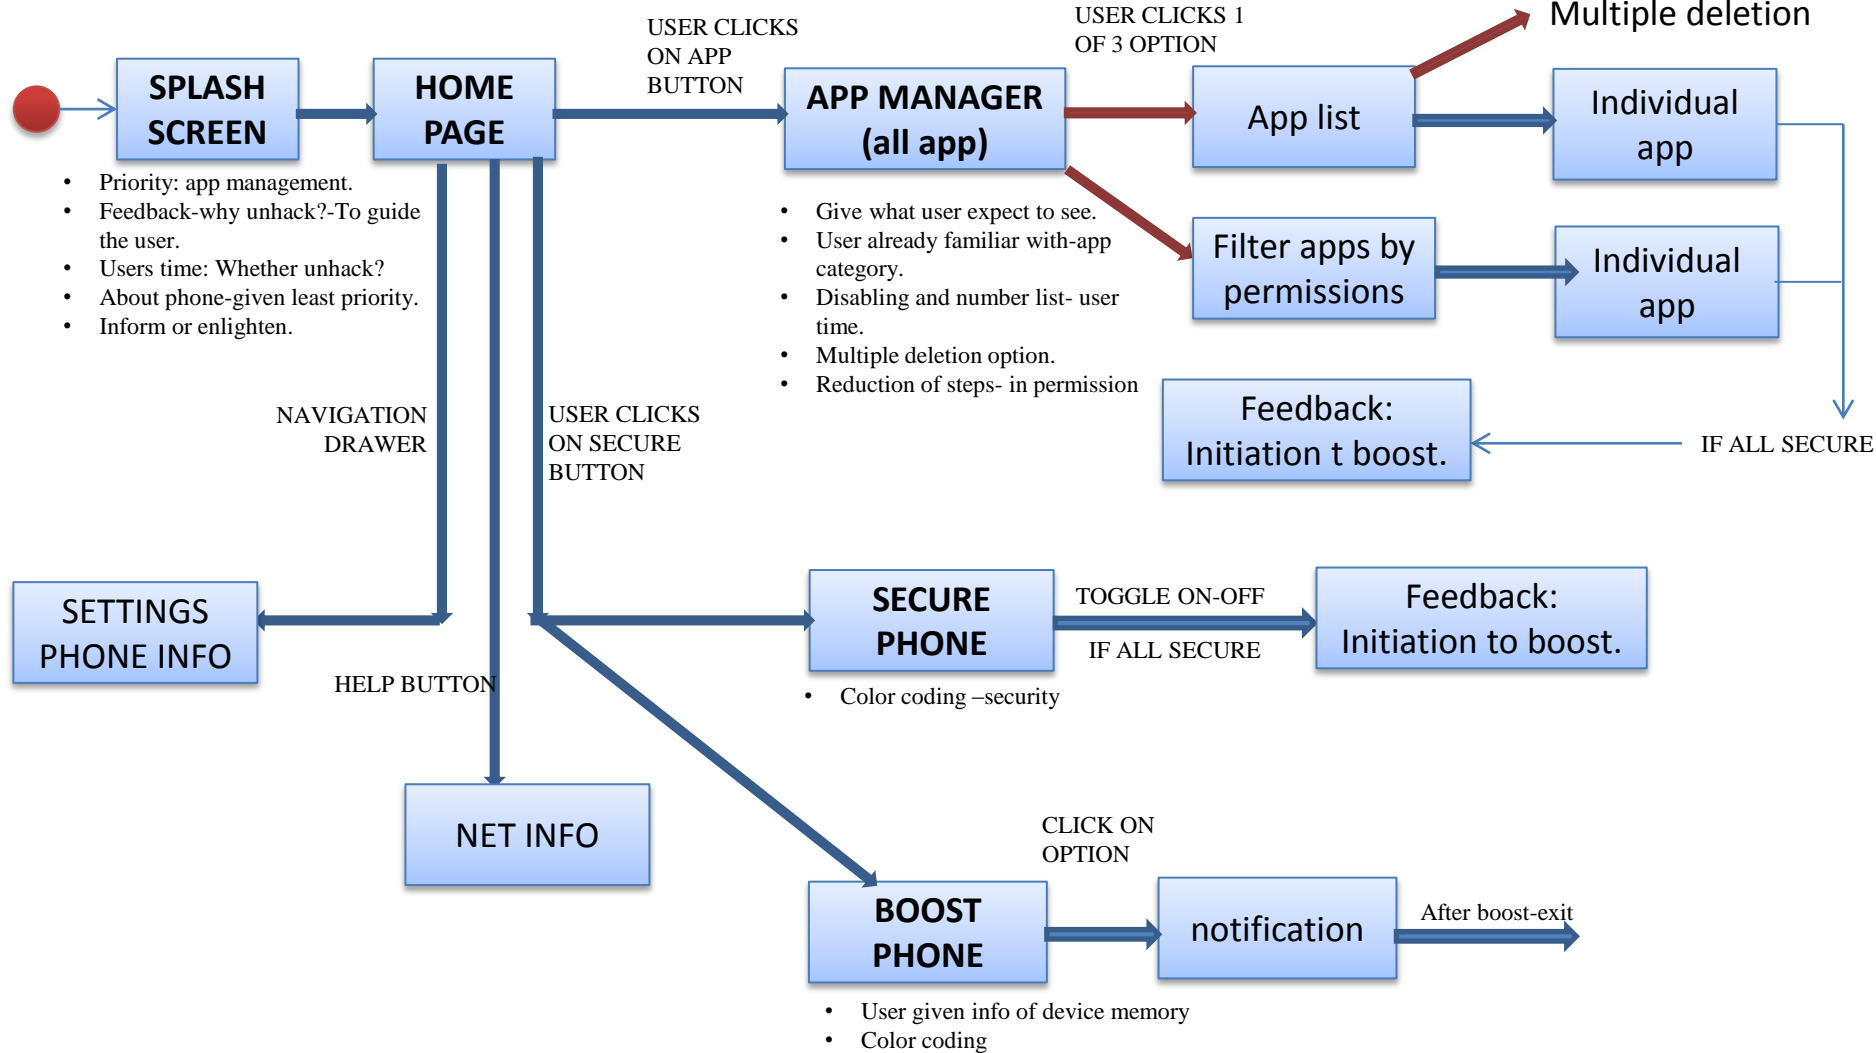 USER CLICKS 1
OF 3 OPTION
Multiple deletion
USER CLICKS
ON APP
BUTTON
SPLASH
SCREEN
HOME
PAGE
APP MANAGER
(all app)
App list
Individual
app
• Priority: app management.
• Feedback-why unhack?-To guide
the user.
• Users time: Whether unhack?
• About phone-given least priority.
• Inform or enlighten.
• Give what user expect to see.
• User already familiar with-app
category.
• Disabling and number list- user
time.
• Multiple deletion option.
• Reduction of steps- in permission
Filter apps by
permissions
Individual
app
NAVIGATION
DRAWER
USER CLICKS
ON SECURE
BUTTON
Feedback:
Initiation t boost.
IF ALL SECURE
SETTINGS
PHONE INFO
HELP BUTTON
SECURE
PHONE
TOGGLE ON-OFF
IF ALL SECURE
Feedback:
Initiation to boost.
• Color coding –security
NET INFO
CLICK ON
OPTION
BOOST
PHONE
notification
After boost-exit
• User given info of device memory
• Color coding